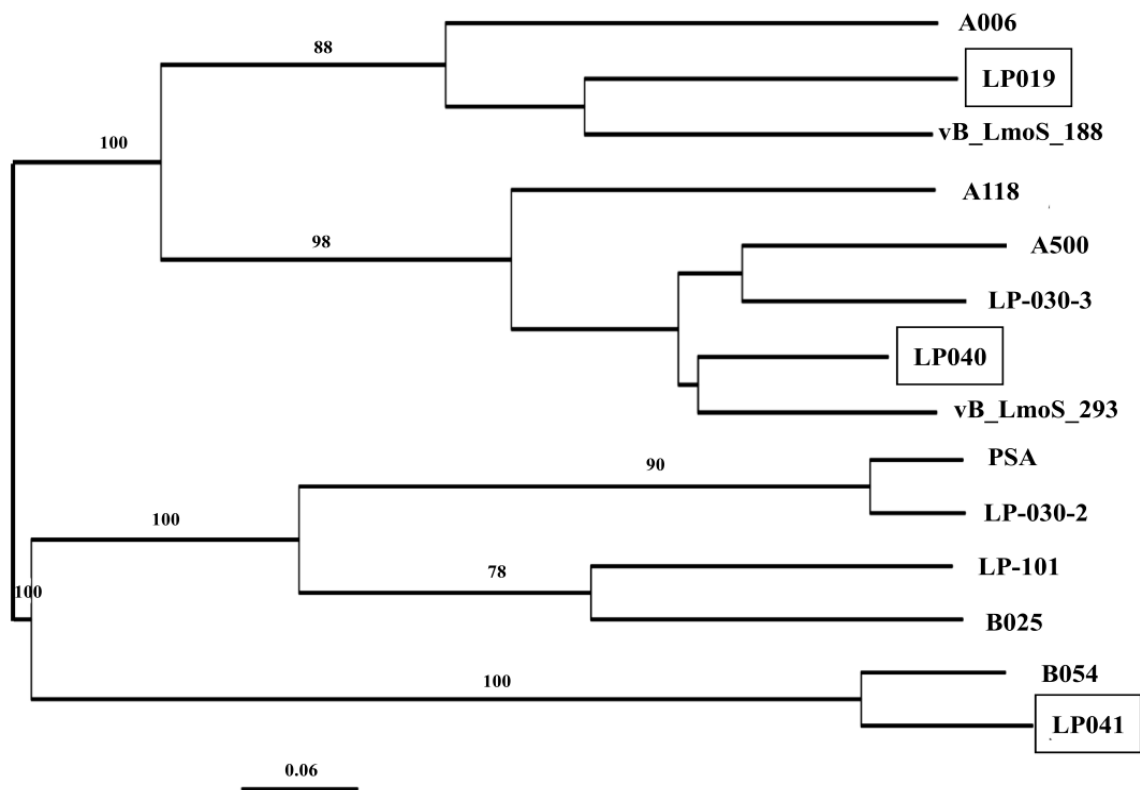 A006
88
LP019
100
vB_LmoS_188
A118
98
A500
LP-030-3
LP040
vB_LmoS_293
90
PSA
100
LP-030-2
LP-101
78
100
B025
B054
100
LP041
0.06